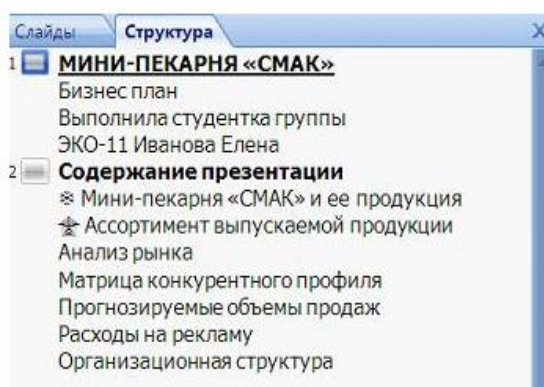 Слайды Структура
1 МИНИ-ПЕКАРНЯ «СМАК»
Бизнес план
Выполнила студентка группы
ЭКО-11 Иванова Елена
2 Содержание презентации
Мини-пекарня «СМАК» и ее продукция
Ассортимент выпускаемой продукции
Анализ рынка
Матрица конкурентного профиля
Прогнозируемые объемы продаж
Расходы на рекламу
Организационная структура